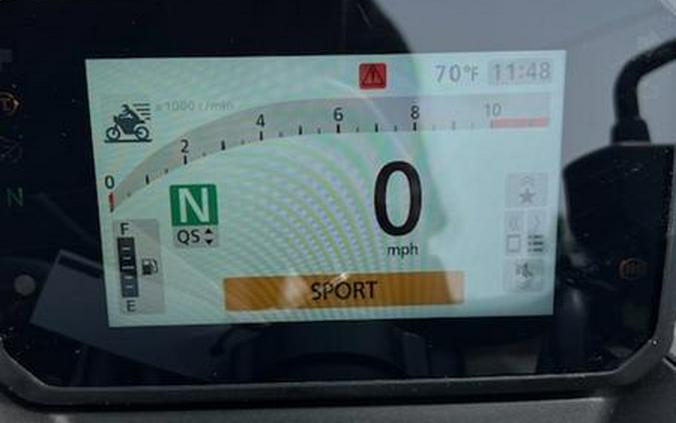 70°F 11:48
x1000 r/min
0 2 4 6 8 10
N
N
QS
0
mph
F
E
SPORT